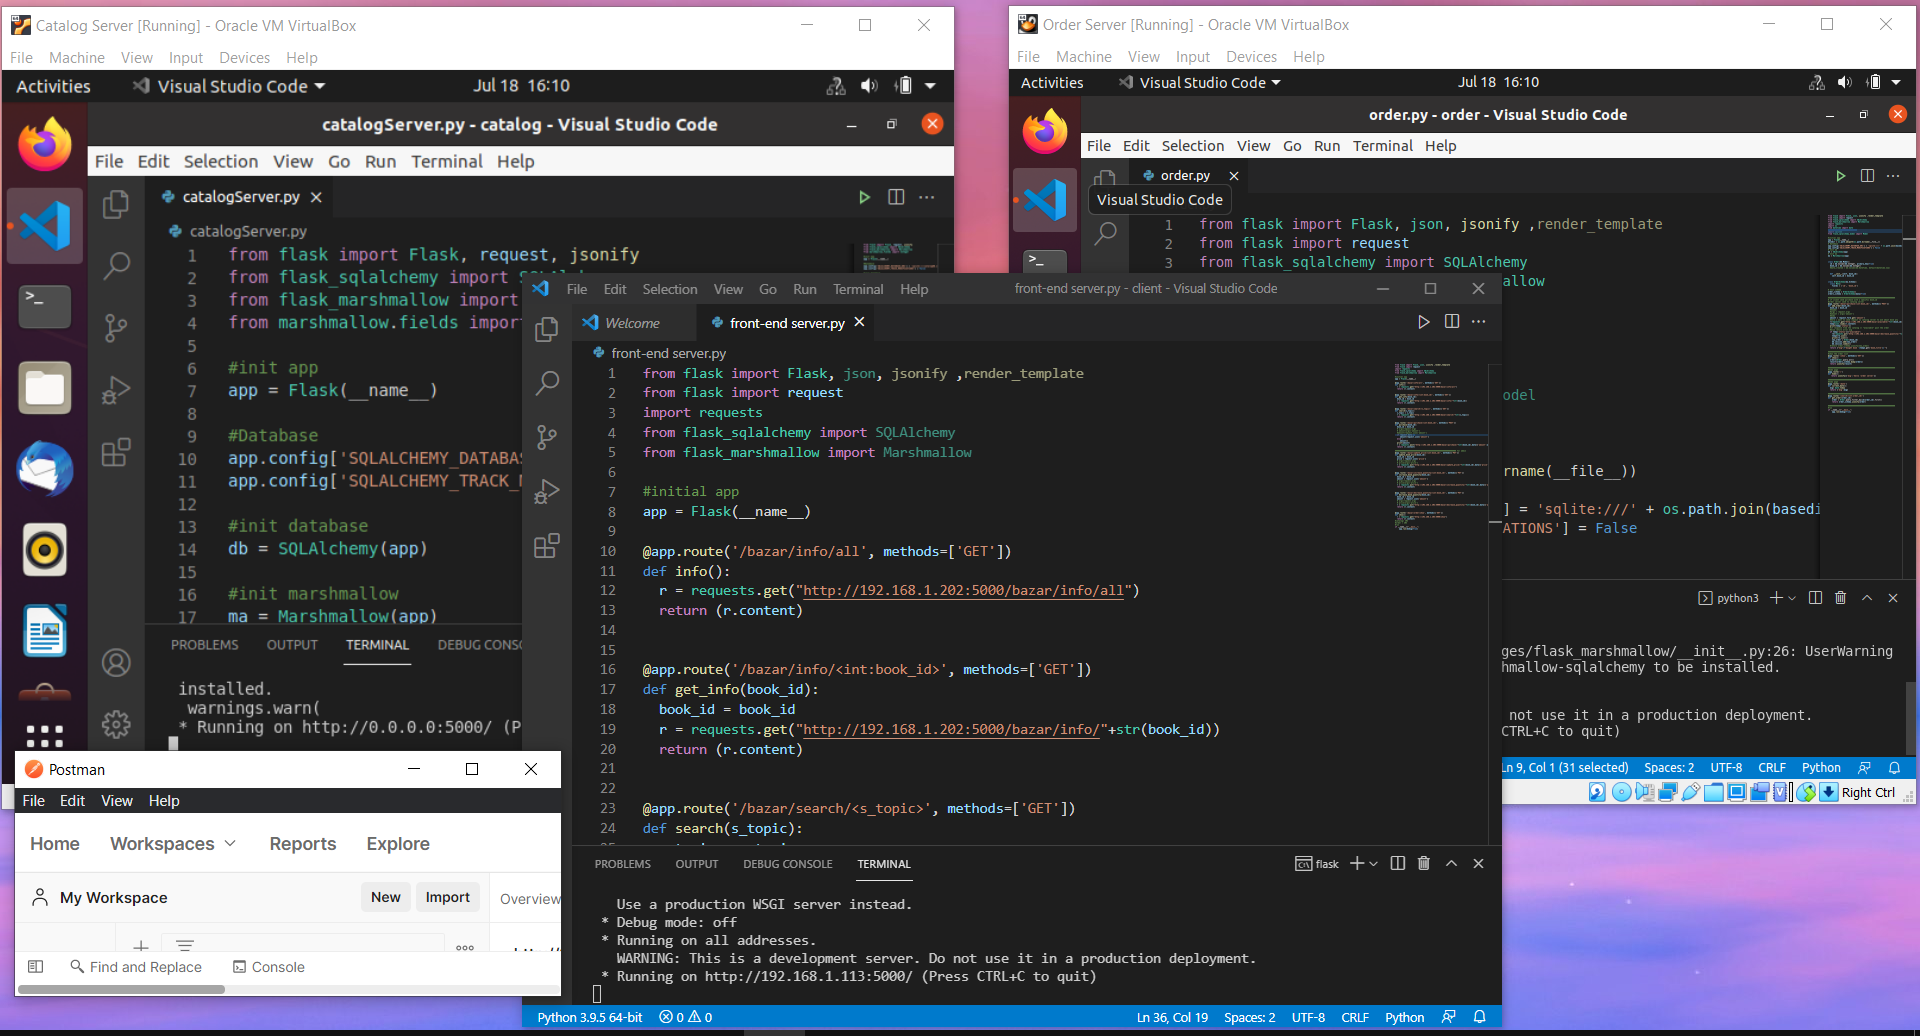 Catalog Server [Running] - Oracle VM VirtualBox
File Machine View Input Devices Help
Activities Visual Studio Code Jul 18 16:10
catalogServer.py - catalog - Visual Studio Code
File Edit Selection View Go Run Terminal Help
catalogServer.py
catalogServer.py
1 from flask import Flask, request, jsonify
2 from flask_sqlalchemy import
3 from flask_marshmallow import
4 from marshmallow.fields
5
6 #init app
7 app = Flask(__name__)
8
9 #Database
10 app.config['SQLALCHEMY_DATABAS
11 app.config['SQLALCHEMY_TRACK_
12
13 #init database
14 db = SQLAlchemy(app)
15
16 #init marshmallow
17 ma = Marshmallow(app)
PROBLEMS OUTPUT TERMINAL DEBUG CONS
installed.
warnings.warn(
* Running on http://0.0.0.0:5000/ (P
Order Server [Running] - Oracle VM VirtualBox
File Machine View Input Devices Help
Activities Visual Studio Code Jul 18 16:10
order.py - order - Visual Studio Code
File Edit Selection View Go Run Terminal Help
order.py
Visual Studio Code
1 from flask import Flask, json, jsonify ,render_template
2 from flask import request
3 from flask_sqlalchemy import SQLAlchemy
allow
odel
rname(__file__))
] = 'sqlite:///' + os.path.join(basedi
ATIONS'] = False
python3
ges/flask_marshmallow/__init__.py:26: UserWarning
hmallow-sqlalchemy to be installed.
not use it in a production deployment.
CTRL+C to quit)
Ln 9, Col 1 (31 selected) Spaces: 2 UTF-8 CRLF Python
Right Ctrl
File Edit Selection View Go Run Terminal Help front-end server.py - client - Visual Studio Code
Welcome front-end server.py
front-end server.py
1 from flask import Flask, json, jsonify ,render_template
2 from flask import request
3 import requests
4 from flask_sqlalchemy import SQLAlchemy
5 from flask_marshmallow import Marshmallow
6
7 #initial app
8 app = Flask(__name__)
9
10 @app.route('/bazar/info/all', methods=['GET'])
11 def info():
12 r = requests.get("http://192.168.1.202:5000/bazar/info/all")
13 return (r.content)
14
15
16 @app.route('/bazar/info/<int:book_id>', methods=['GET'])
17 def get_info(book_id):
18 book_id = book_id
19 r = requests.get("http://192.168.1.202:5000/bazar/info/"+str(book_id))
20 return (r.content)
21
22
23 @app.route('/bazar/search/<s_topic>', methods=['GET'])
24 def search(s_topic):
PROBLEMS OUTPUT DEBUG CONSOLE TERMINAL flask
Use a production WSGI server instead.
* Debug mode: off
* Running on all addresses.
WARNING: This is a development server. Do not use it in a production deployment.
* Running on http://192.168.1.113:5000/ (Press CTRL+C to quit)
Python 3.9.5 64-bit 0 0 Ln 36, Col 19 Spaces: 2 UTF-8 CRLF Python
Postman
File Edit View Help
Home Workspaces Reports Explore
My Workspace New Import Overview
Find and Replace Console